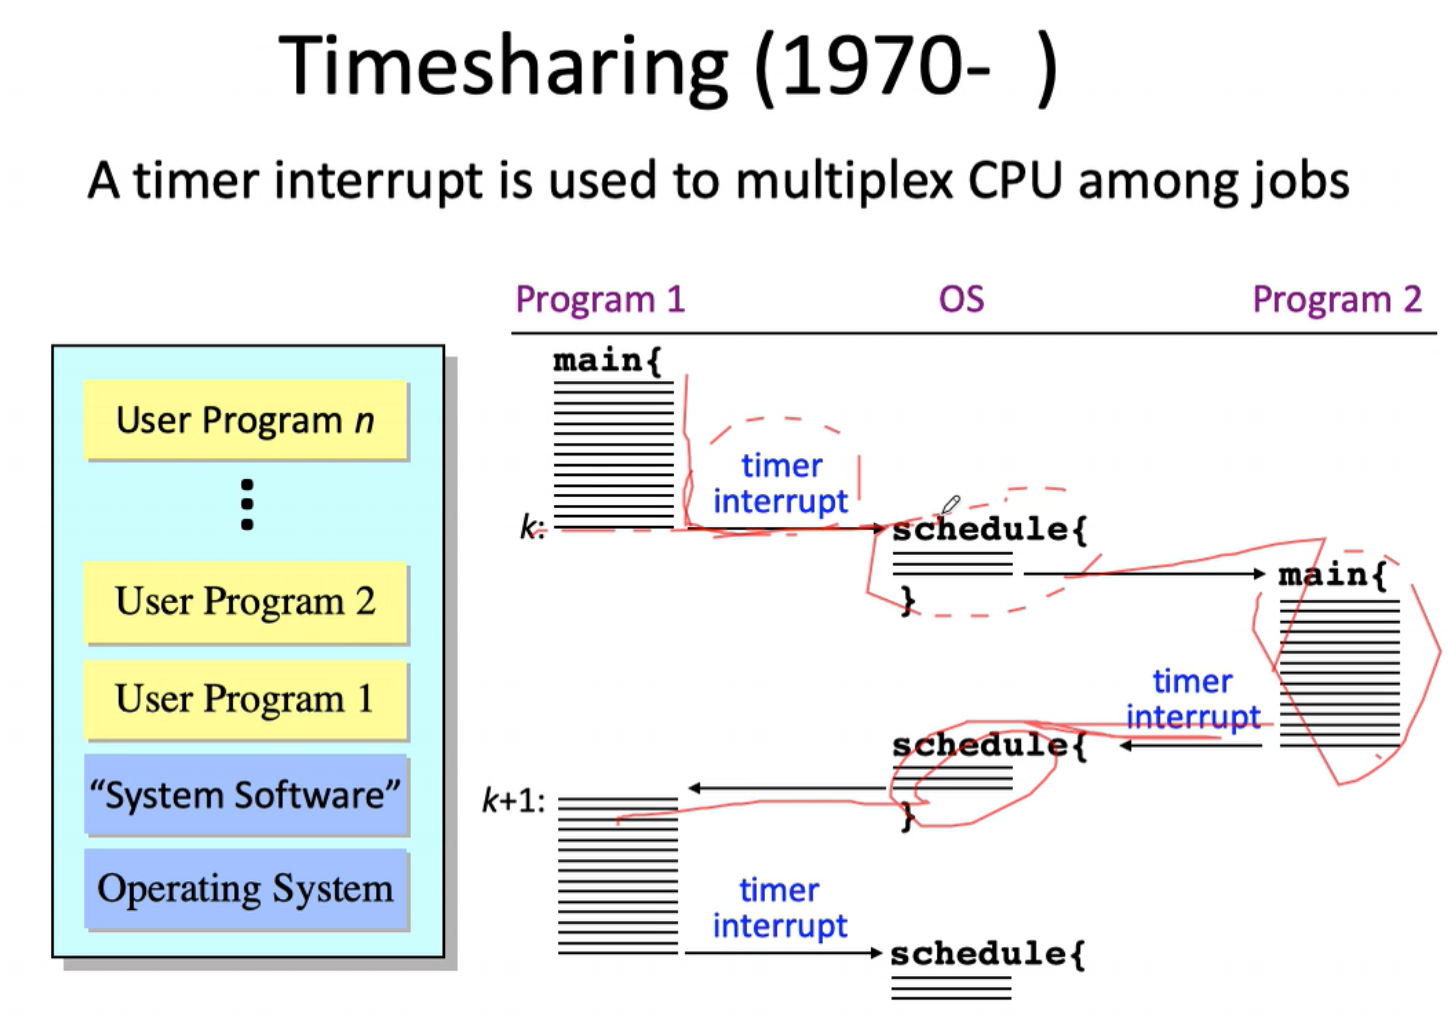 Timesharing (1970-  )
A timer interrupt is used to multiplex CPU among jobs
User Program n
⋮
User Program 2
User Program 1
“System Software”
Operating System
Program 1 OS Program 2
main{
timer
interrupt
k:
schedule{
}
main{
timer
interrupt
schedule{
}
k+1:
timer
interrupt
schedule{